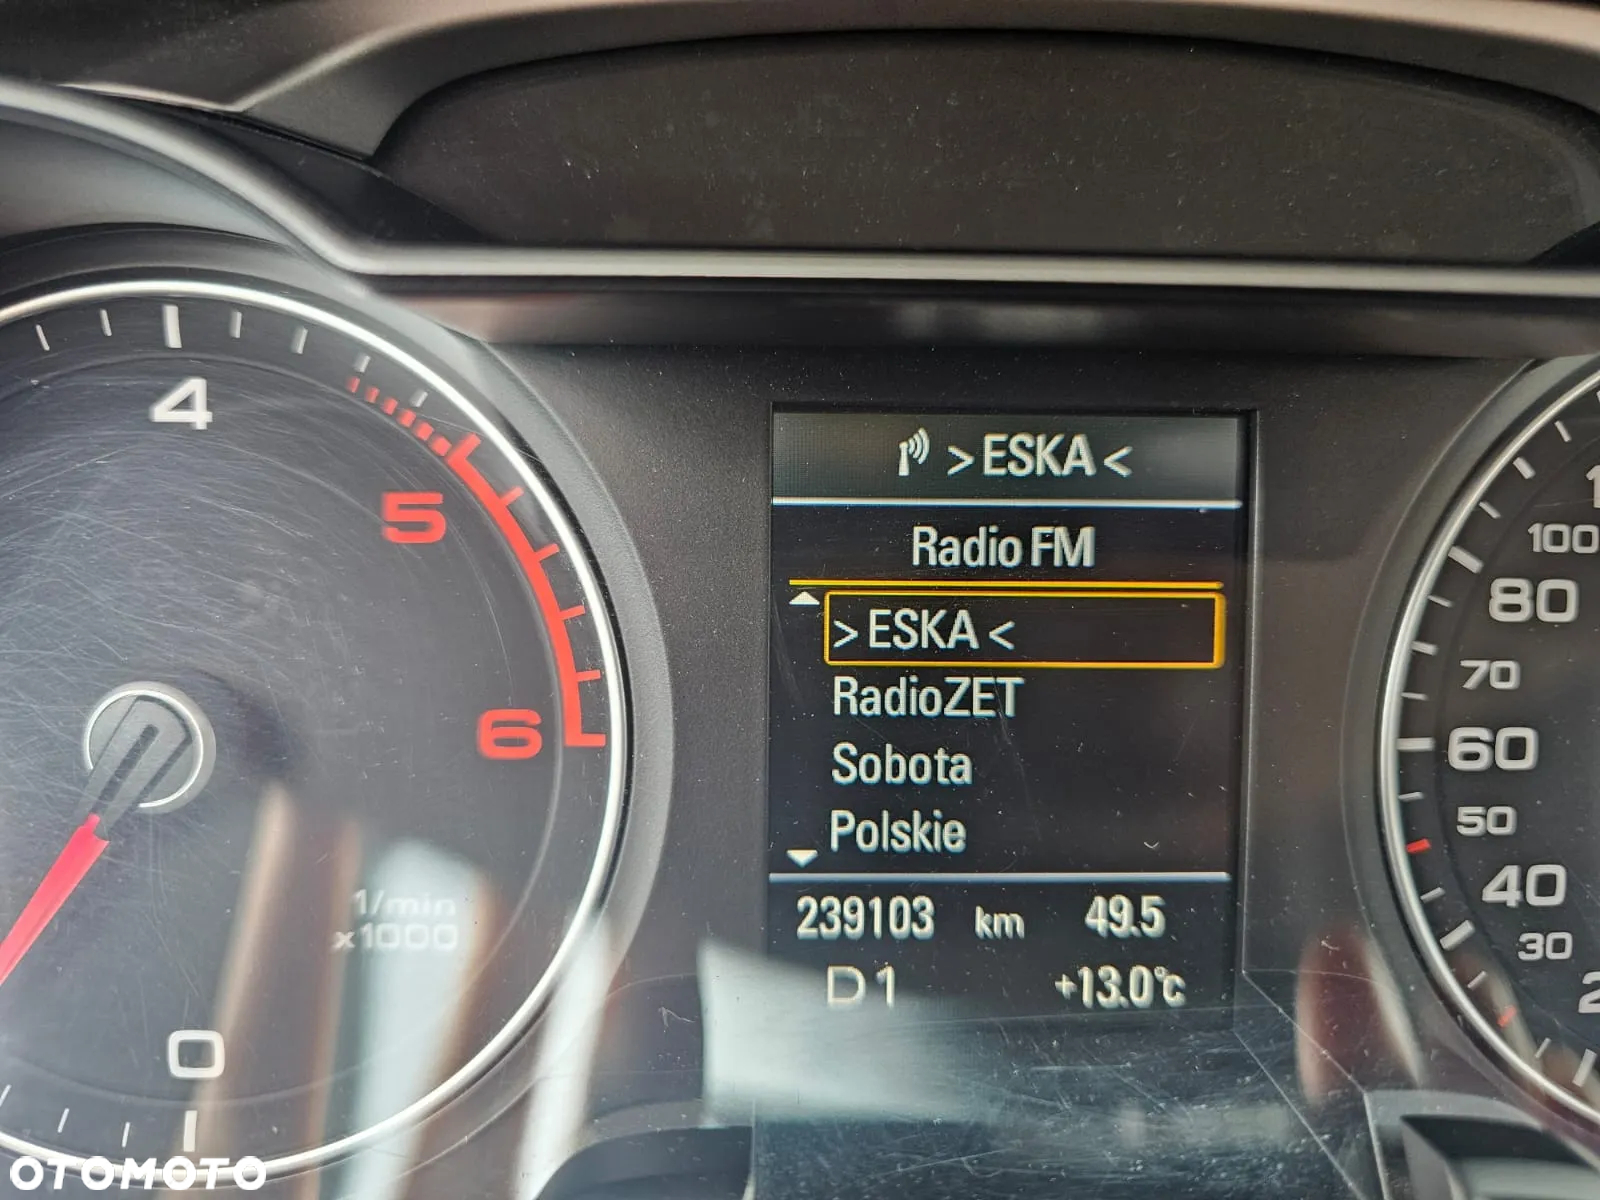 >ESKA<
Radio FM
>ESKA<
RadioZET
Sobota
Polskie
239103 km 49.5
D1 +13.0°C
4
5
6
1/min
x1000
0
100
80
70
60
50
40
30
OTOMOTO